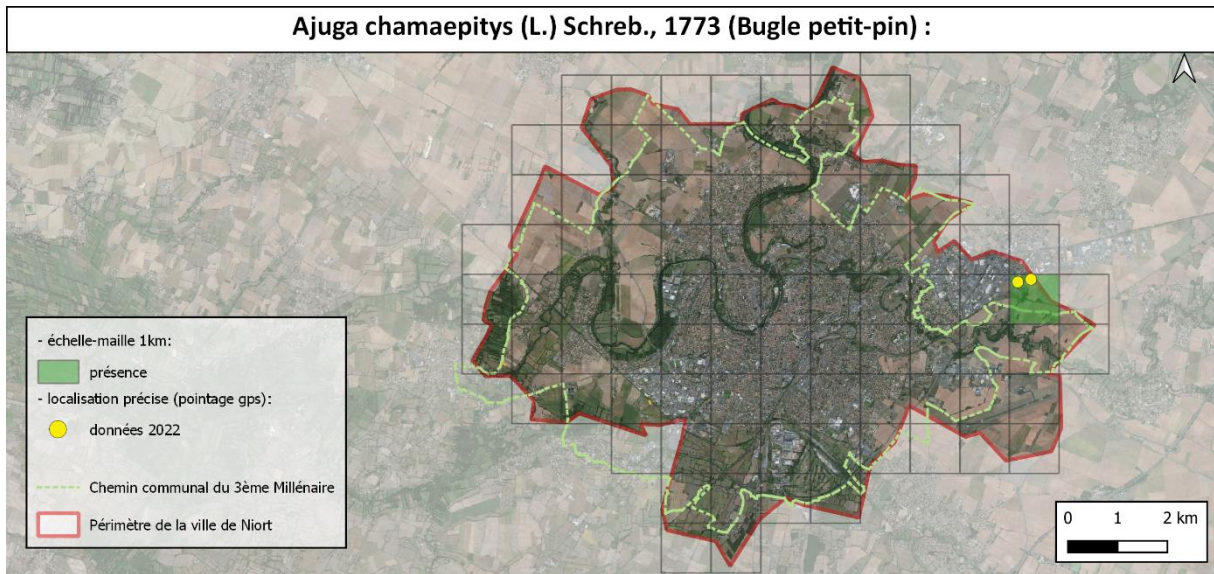 Ajuga chamaepitys (L.) Schreb., 1773 (Bugle petit-pin) :
- échelle-maille 1km:
présence
- localisation précise (pointage gps):
données 2022
Chemin communal du 3ème Millénaire
Périmètre de la ville de Niort
0 1 2 km